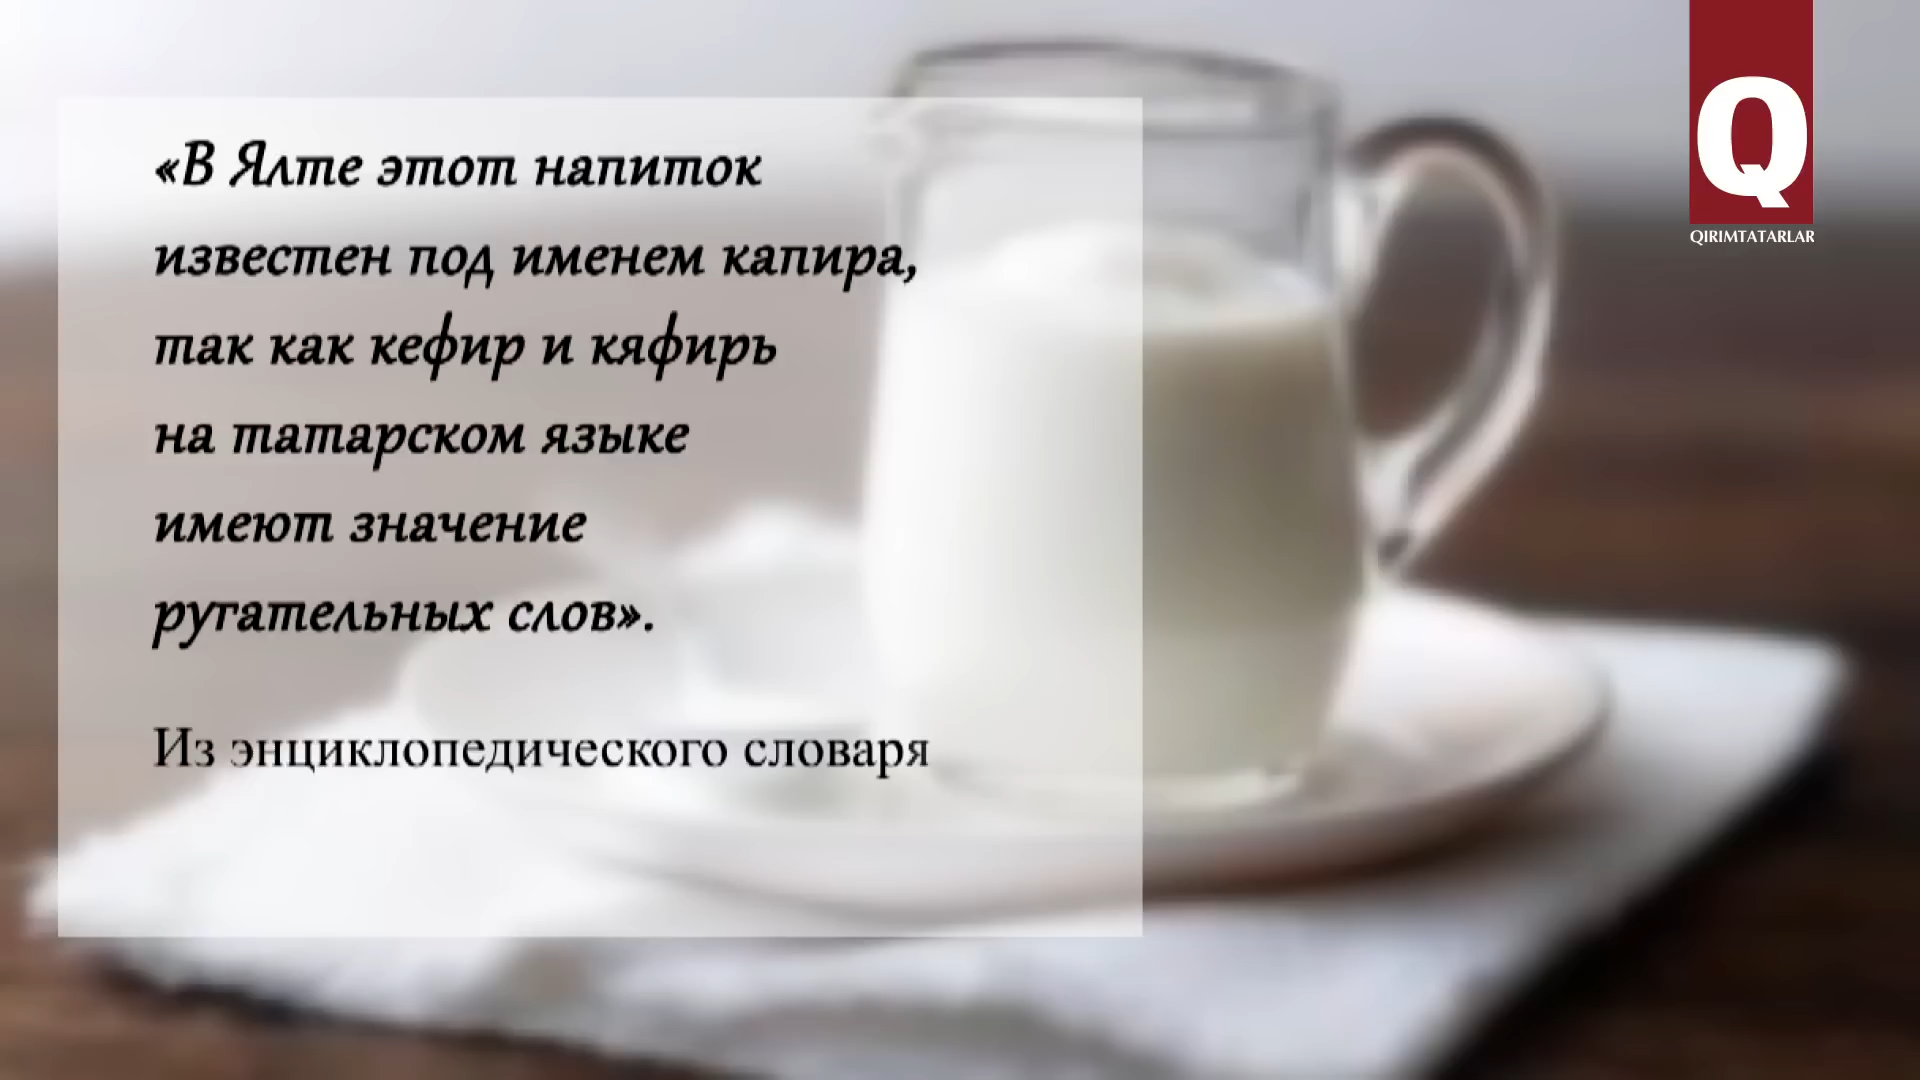 «В Ялте этот напиток
известен под именем капира,
так как кефир и кяфирь
на татарском языке
имеют значение
ругательных слов».
Из энциклопедического словаря
Q
QIRIMTATARLAR